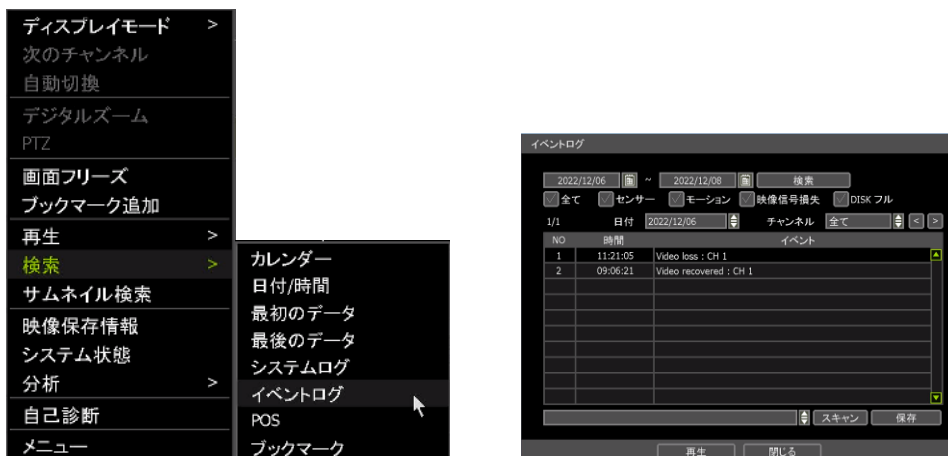 ディスプレイモード >
次のチャンネル
自動切換
デジタルズーム
PTZ
画面フリーズ
ブックマーク追加
再生 >
検索 >
サムネイル検索
映像保存情報
システム状態
分析 >
自己診断
メニュー
カレンダー
日付/時間
最初のデータ
最後のデータ
システムログ
イベントログ
POS
ブックマーク
イベントログ
2022/12/06 ~ 2022/12/08 検索
全て センサー モーション 映像信号損失 DISK フル
1/1 日付 2022/12/06 チャンネル 全て < >
NO 時間 イベント
1 11:21:05 Video loss : CH 1
2 09:06:21 Video recovered : CH 1
スキャン 保存
再生 閉じる